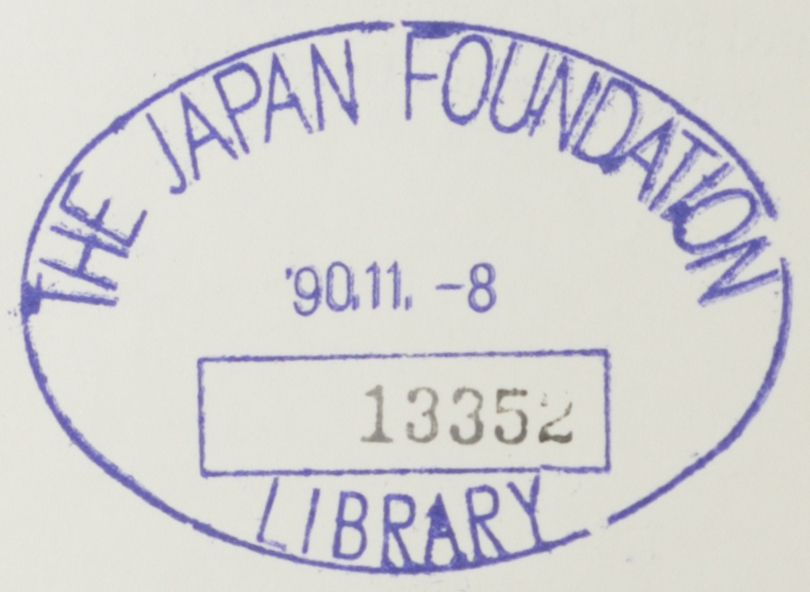 THE JAPAN FOUNDATION
'90.11. -8
13352
LIBRARY